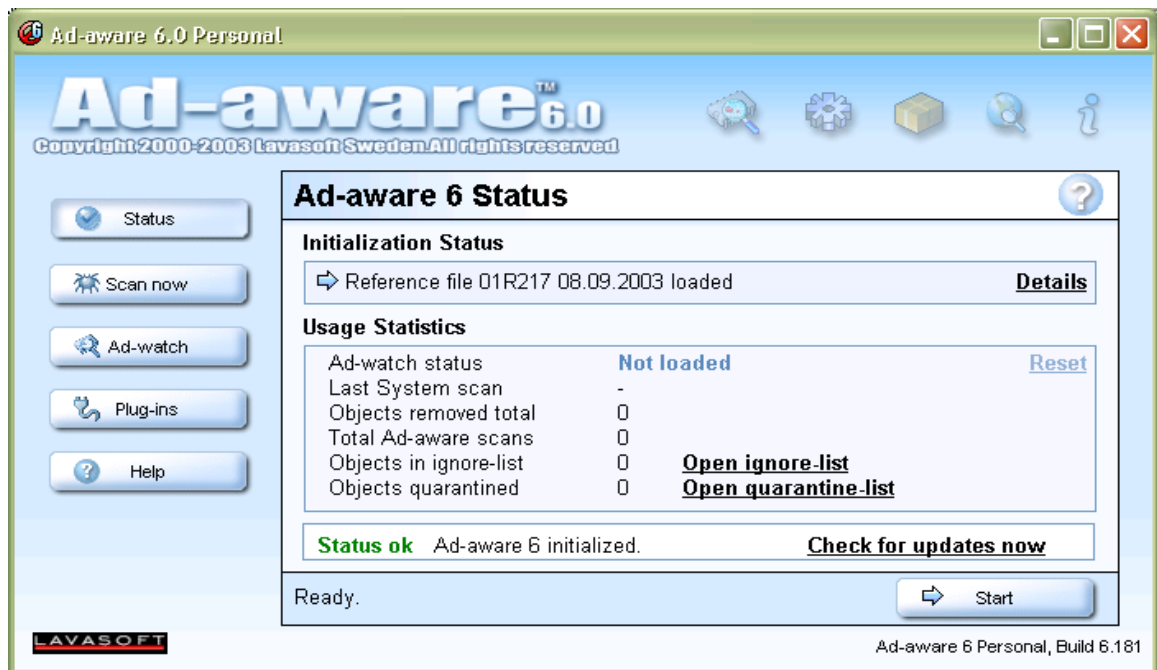 Ad-aware 6.0 Personal
Ad-aware™ 6.0
Copyright 2000-2003 Lavasoft Sweden. All rights reserved
Status
Scan now
Ad-watch
Plug-ins
Help
Ad-aware 6 Status
?
Initialization Status
Reference file 01R217 08.09.2003 loaded Details
Usage Statistics
Ad-watch status Not loaded Reset
Last System scan -
Objects removed total 0
Total Ad-aware scans 0
Objects in ignore-list 0 Open ignore-list
Objects quarantined 0 Open quarantine-list
Status ok Ad-aware 6 initialized. Check for updates now
Ready. Start
LAVASOFT
Ad-aware 6 Personal, Build 6.181